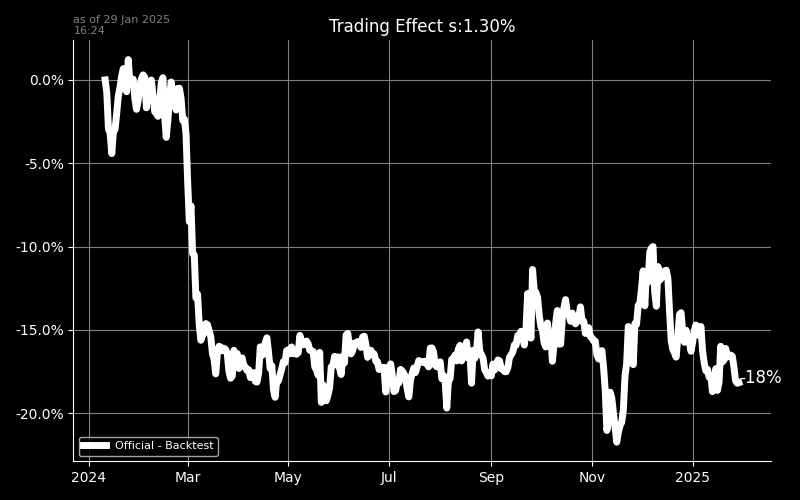 as of 29 Jan 2025
16:24
Trading Effect s:1.30%
0.0%
-5.0%
-10.0%
-15.0%
-20.0%
-18%
Official - Backtest
2024 Mar May Jul Sep Nov 2025